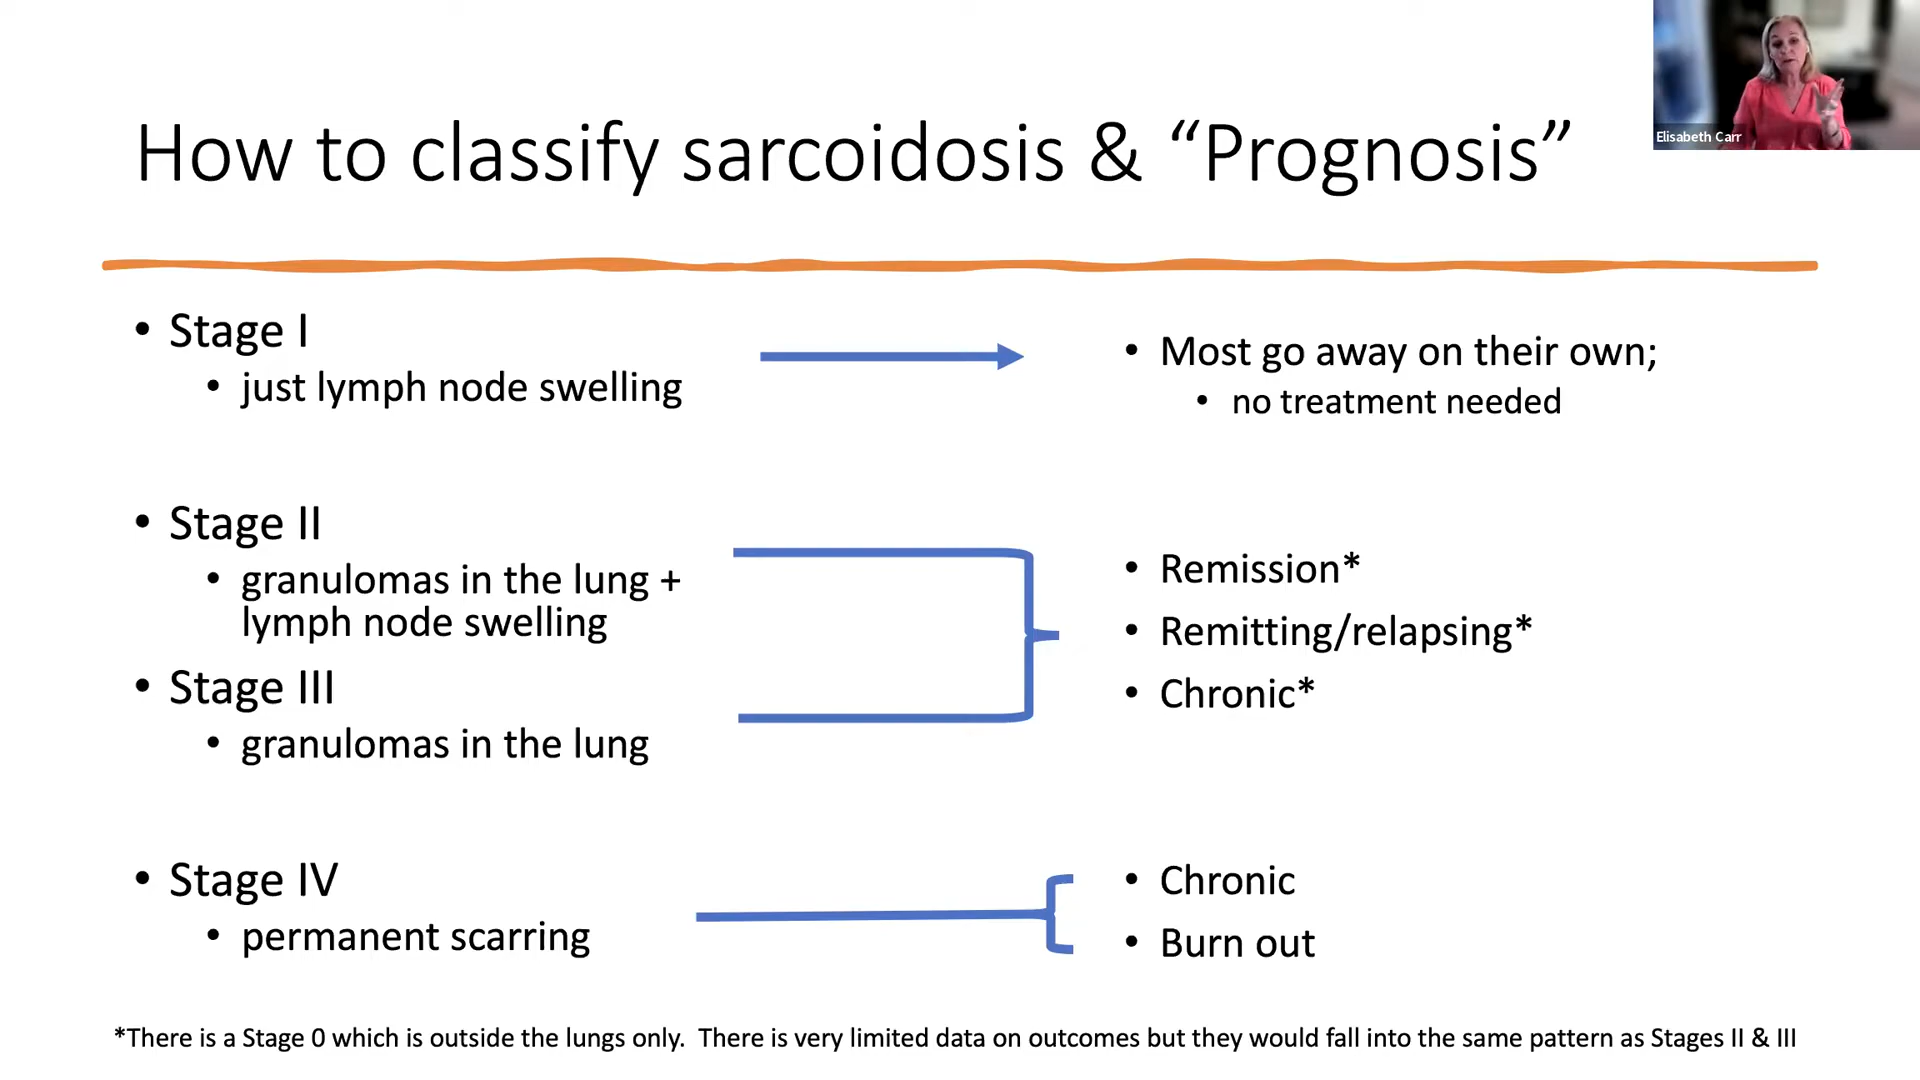 How to classify sarcoidosis & “Prognosis”
Elisabeth Carr
• Stage I
• just lymph node swelling
• Most go away on their own;
• no treatment needed
• Stage II
• granulomas in the lung +
lymph node swelling
• Stage III
• granulomas in the lung
• Remission*
• Remitting/relapsing*
• Chronic*
• Stage IV
• permanent scarring
• Chronic
• Burn out
*There is a Stage 0 which is outside the lungs only.  There is very limited data on outcomes but they would fall into the same pattern as Stages II & III